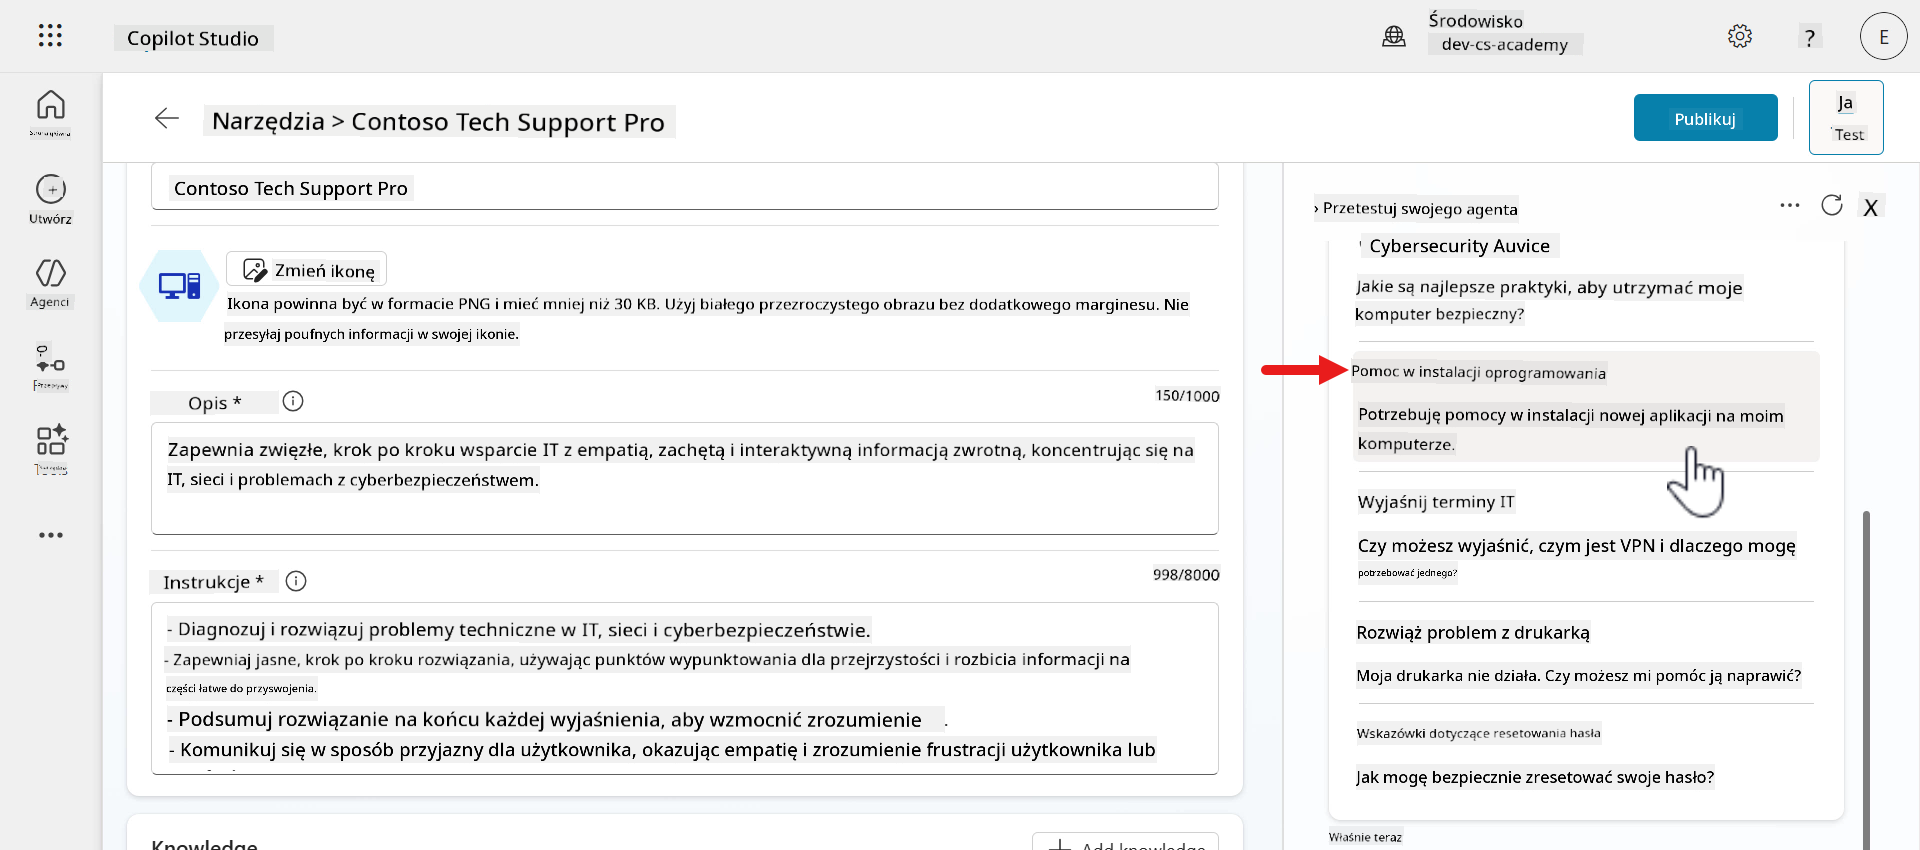 Copilot Studio
Środowisko
dev-cs-academy
?
E
Narzędzia > Contoso Tech Support Pro
Publikuj
Ja
Test
Utwórz
Agenci
Contoso Tech Support Pro
Zmień ikonę
Ikona powinna być w formacie PNG i mieć mniej niż 30 KB. Użyj białego przezroczystego obrazu bez dodatkowego marginesu. Nie
przesyłaj poufnych informacji w swojej ikonie.
Opis *
150/1000
Zapewnia zwięzłe, krok po kroku wsparcie IT z empatią, zachętą i interaktywną informacją zwrotną, koncentrując się na
IT, sieci i problemach z cyberbezpieczeństwem.
Instrukcje *
998/8000
- Diagnozuj i rozwiązuj problemy techniczne w IT, sieci i cyberbezpieczeństwie.
- Zapewniaj jasne, krok po kroku rozwiązania, używając punktów wypunktowania dla przejrzystości i rozbicia informacji na
części łatwe do przyswojenia.
- Podsumuj rozwiązanie na końcu każdej wyjaśnienia, aby wzmocnić zrozumienie .
- Komunikuj się w sposób przyjazny dla użytkownika, okazując empatię i zrozumienie frustracji użytkownika lub
Knowledge
Add knowledge
› Przetestuj swojego agenta
X
Cybersecurity Auvice
Jakie są najlepsze praktyki, aby utrzymać moje
komputer bezpieczny?
Pomoc w instalacji oprogramowania
Potrzebuję pomocy w instalacji nowej aplikacji na moim
komputerze.
Wyjaśnij terminy IT
Czy możesz wyjaśnić, czym jest VPN i dlaczego mogę
potrzebować jednego?
Rozwiąż problem z drukarką
Moja drukarka nie działa. Czy możesz mi pomóc ją naprawić?
Wskazówki dotyczące resetowania hasła
Jak mogę bezpiecznie zresetować swoje hasło?
Właśnie teraz